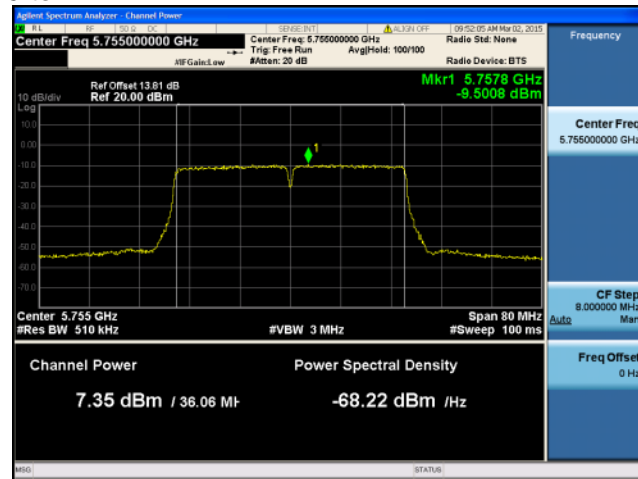 Agilent Spectrum Analyzer - Channel Power
RL RF 50 Ω DC SENSE:INT ALIGN OFF 09:52:05 AM Mar 02, 2015
Center Freq 5.755000000 GHz
Center Freq: 5.755000000 GHz
Radio Std: None
Trig: Free Run Avg|Hold: 100/100
#IFGain:Low #Atten: 20 dB Radio Device: BTS
Frequency
Ref Offset 13.81 dB
10 dB/div Ref 20.00 dBm
Mkr1 5.7578 GHz
-9.5008 dBm
Log
10.0
0.00
-10.0
-20.0
-30.0
-40.0
-50.0
-60.0
-70.0
1
Center Freq
5.755000000 GHz
Center 5.755 GHz Span 80 MHz
#Res BW 510 kHz #VBW 3 MHz #Sweep 100 ms
CF Step
8.000000 MHz
Auto Man
Channel Power Power Spectral Density
7.35 dBm / 36.06 MH -68.22 dBm /Hz
Freq Offset
0 Hz
MSG STATUS